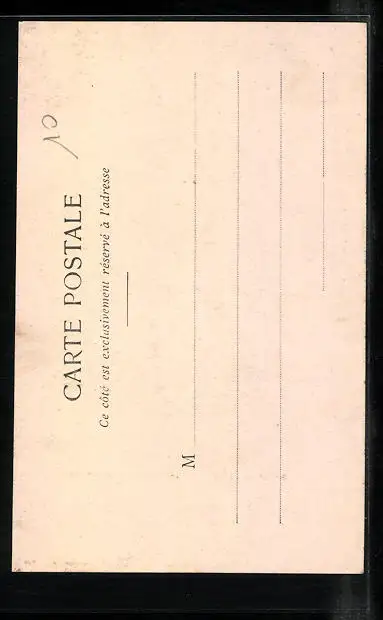 10
CARTE POSTALE
Ce côté est exclusivement réservé à l'adresse
M